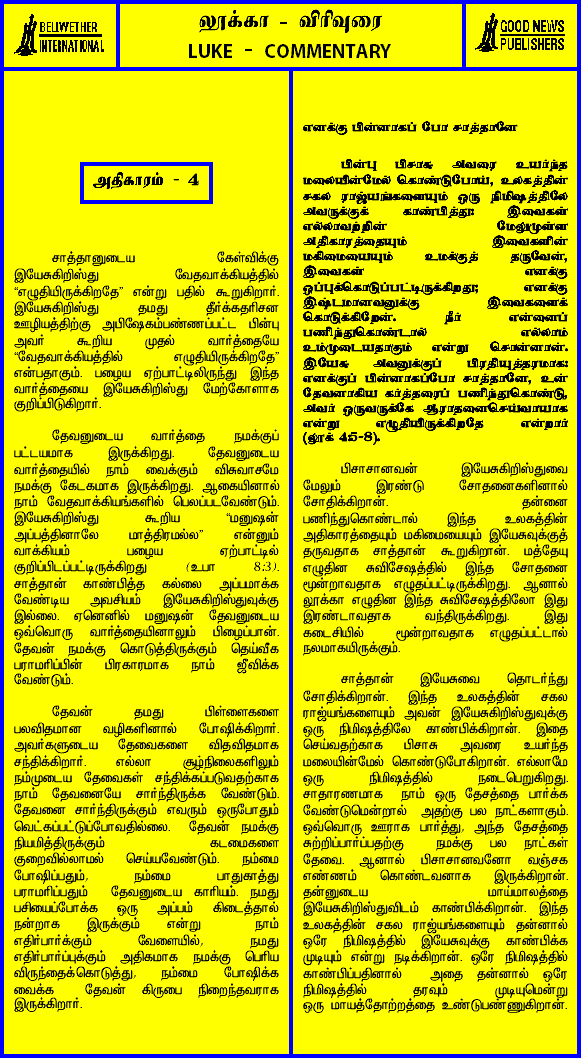 BELLWETHER
INTERNATIONAL
லூக்கா - விரிவுரை
LUKE - COMMENTARY
GOOD NEWS
PUBLISHERS
அதிகாரம் - 4
சாத்தானுடைய கேள்விக்கு
இயேசுகிறிஸ்து வேதவாக்கியத்தில்
“எழுதியிருக்கிறதே” என்று பதில் கூறுகிறார்.
இயேசுகிறிஸ்து தமது தீர்க்கதரிசன
ஊழியத்திற்கு அபிஷேகம்பண்ணப்பட்ட பின்பு
அவர் கூறிய முதல் வார்த்தையே
“வேதவாக்கியத்தில் எழுதியிருக்கிறதே”
என்பதாகும். பழைய ஏற்பாட்டிலிருந்து இந்த
வார்த்தையை இயேசுகிறிஸ்து மேற்கோளாக
குறிப்பிடுகிறார்.
தேவனுடைய வார்த்தை நமக்குப்
பட்டயமாக இருக்கிறது. தேவனுடைய
வார்த்தையில் நாம் வைக்கும் விசுவாசமே
நமக்கு கேடகமாக இருக்கிறது. ஆகையினால்
நாம் வேதவாக்கியங்களில் பெலப்படவேண்டும்.
இயேசுகிறிஸ்து கூறிய “மனுஷன்
அப்பத்தினாலே மாத்திரமல்ல” என்னும்
வாக்கியம் பழைய ஏற்பாட்டில்
குறிப்பிடப்பட்டிருக்கிறது (உபா 8:3).
சாத்தான் காண்பித்த கல்லை அப்பமாக்க
வேண்டிய அவசியம் இயேசுகிறிஸ்துவுக்கு
இல்லை. ஏனெனில் மனுஷன் தேவனுடைய
ஒவ்வொரு வார்த்தையினாலும் பிழைப்பான்.
தேவன் நமக்கு கொடுத்திருக்கும் தெய்வீக
பராமரிப்பின் பிரகாரமாக நாம் ஜீவிக்க
வேண்டும்.
தேவன் தமது பிள்ளைகளை
பலவிதமான வழிகளினால் போஷிக்கிறார்.
அவர்களுடைய தேவைகளை விதவிதமாக
சந்திக்கிறார். எல்லா சூழ்நிலைகளிலும்
நம்முடைய தேவைகள் சந்திக்கப்படுவதற்காக
நாம் தேவனையே சார்ந்திருக்க வேண்டும்.
தேவனை சார்ந்திருக்கும் எவரும் ஒருபோதும்
வெட்கப்பட்டுப்போவதில்லை. தேவன் நமக்கு
நியமித்திருக்கும் கடமைகளை
குறைவில்லாமல் செய்யவேண்டும். நம்மை
போஷிப்பதும், நம்மை பாதுகாத்து
பராமரிப்பதும் தேவனுடைய காரியம். நமது
பசியைப்போக்க ஒரு அப்பம் கிடைத்தால்
நன்றாக இருக்கும் என்று நாம்
எதிர்பார்க்கும் வேளையில், நமது
எதிர்பார்ப்புக்கும் அதிகமாக நமக்கு பெரிய
விருந்தைக்கொடுத்து, நம்மை போஷிக்க
வைக்க தேவன் கிருபை நிறைந்தவராக
இருக்கிறார்.
எனக்கு பின்னாகப் போ சாத்தானே
பின்பு பிசாசு அவரை உயர்ந்த
மலையின்மேல் கொண்டுபோய், உலகத்தின்
சகல ராஜ்யங்களையும் ஒரு நிமிஷத்திலே
அவருக்குக் காண்பித்து: இவைகள்
எல்லாவற்றின் மேலுமுள்ள
அதிகாரத்தையும் இவைகளின்
மகிமையையும் உமக்குத் தருவேன்,
இவைகள் எனக்கு
ஒப்புக்கொடுப்பட்டிருக்கிறது; எனக்கு
இஷ்டமானவனுக்கு இவைகளைக்
கொடுக்கிறேன். நீர் என்னைப்
பணிந்துகொண்டால் எல்லாம்
உம்முடையதாகும் என்று சொன்னான்.
இயேசு அவனுக்குப் பிரதியுத்தரமாக:
எனக்குப் பின்னாகப்போ சாத்தானே, உன்
தேவனாகிய கர்த்தரைப் பணிந்துகொண்டு,
அவர் ஒருவருக்கே ஆராதனைசெய்வாயாக
என்று எழுதியிருக்கிறதே என்றார்
(லூக் 4:5-8).
பிசாசானவன் இயேசுகிறிஸ்துவை
மேலும் இரண்டு சோதனைகளினால்
சோதிக்கிறான். தன்னை
பணிந்துகொண்டால் இந்த உலகத்தின்
அதிகாரத்தையும் மகிமையையும் இயேசுவுக்குத்
தருவதாக சாத்தான் கூறுகிறான். மத்தேயு
எழுதின சுவிசேஷத்தில் இந்த சோதனை
மூன்றாவதாக எழுதப்பட்டிருக்கிறது. ஆனால்
லூக்கா எழுதின இந்த சுவிசேஷத்திலோ இது
இரண்டாவதாக வந்திருக்கிறது. இது
கடைசியில் மூன்றாவதாக எழுதப்பட்டால்
நலமாகயிருக்கும்.
சாத்தான் இயேசுவை தொடர்ந்து
சோதிக்கிறான். இந்த உலகத்தின் சகல
ராஜ்யங்களையும் அவன் இயேசுகிறிஸ்துவுக்கு
ஒரு நிமிஷத்திலே காண்பிக்கிறான். இதை
செய்வதற்காக பிசாசு அவரை உயர்ந்த
மலையின்மேல் கொண்டுபோகிறான். எல்லாமே
ஒரு நிமிஷத்தில் நடைபெறுகிறது.
சாதாரணமாக நாம் ஒரு தேசத்தை பார்க்க
வேண்டுமென்றால் அதற்கு பல நாட்களாகும்.
ஒவ்வொரு ஊராக பார்த்து, அந்த தேசத்தை
சுற்றிப்பார்ப்பதற்கு நமக்கு பல நாட்கள்
தேவை. ஆனால் பிசாசானவனோ வஞ்சக
எண்ணம் கொண்டவனாக இருக்கிறான்.
தன்னுடைய மாய்மாலத்தை
இயேசுகிறிஸ்துவிடம் காண்பிக்கிறான். இந்த
உலகத்தின் சகல ராஜ்யங்களையும் தன்னால்
ஒரே நிமிஷத்தில் இயேசுவுக்கு காண்பிக்க
முடியும் என்று நடிக்கிறான். ஒரே நிமிஷத்தில்
காண்பிப்பதினால் அதை தன்னால் ஒரே
நிமிஷத்தில் தரவும் முடியுமென்று
ஒரு மாயத்தோற்றத்தை உண்டுபண்ணுகிறான்.